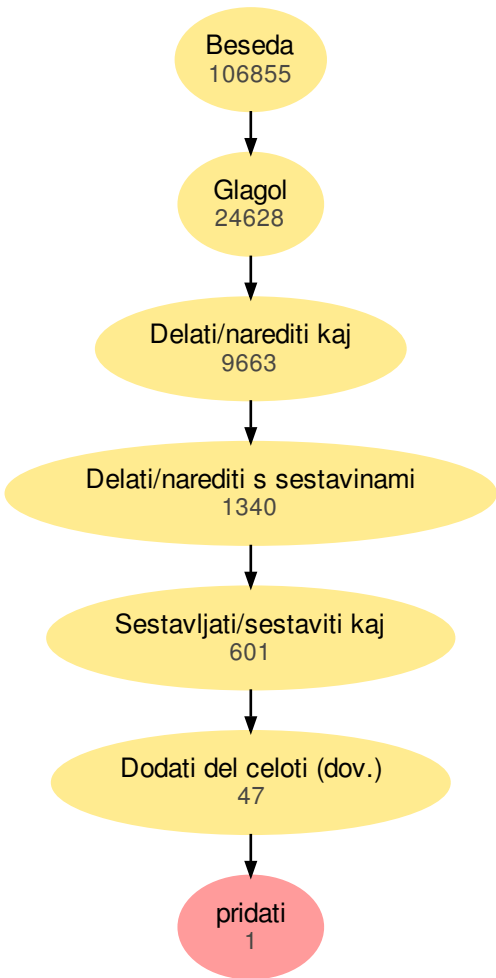 Beseda
106855
Glagol
24628
Delati/narediti kaj
9663
Delati/narediti s sestavinami
1340
Sestavljati/sestaviti kaj
601
Dodati del celoti (dov.)
47
pridati
1